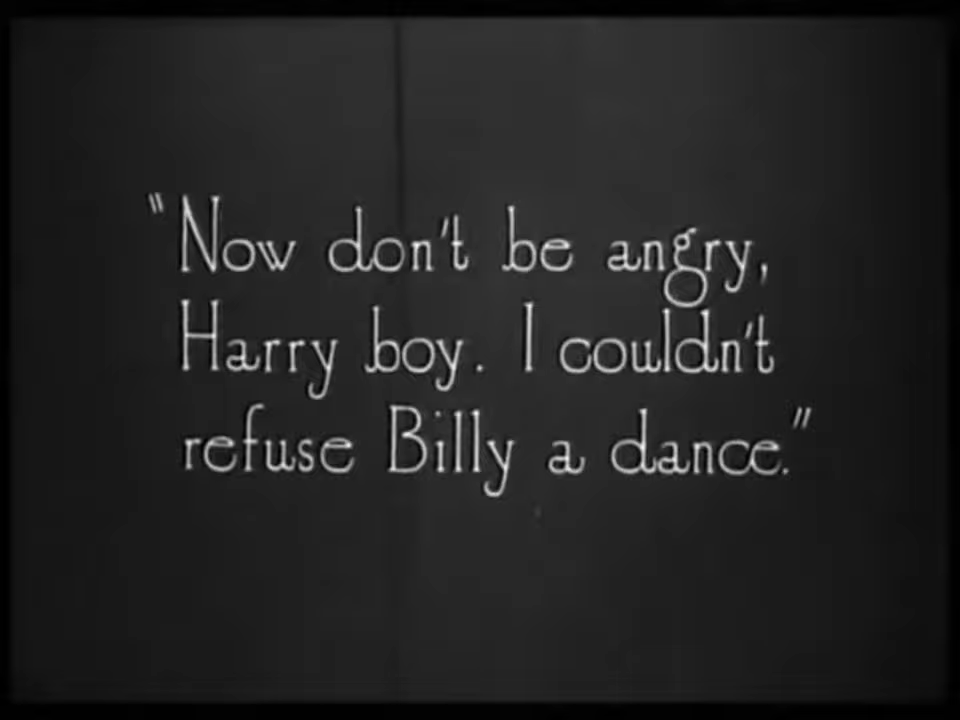 "Now don't be angry,
Harry boy. I couldn't
refuse Billy a dance."